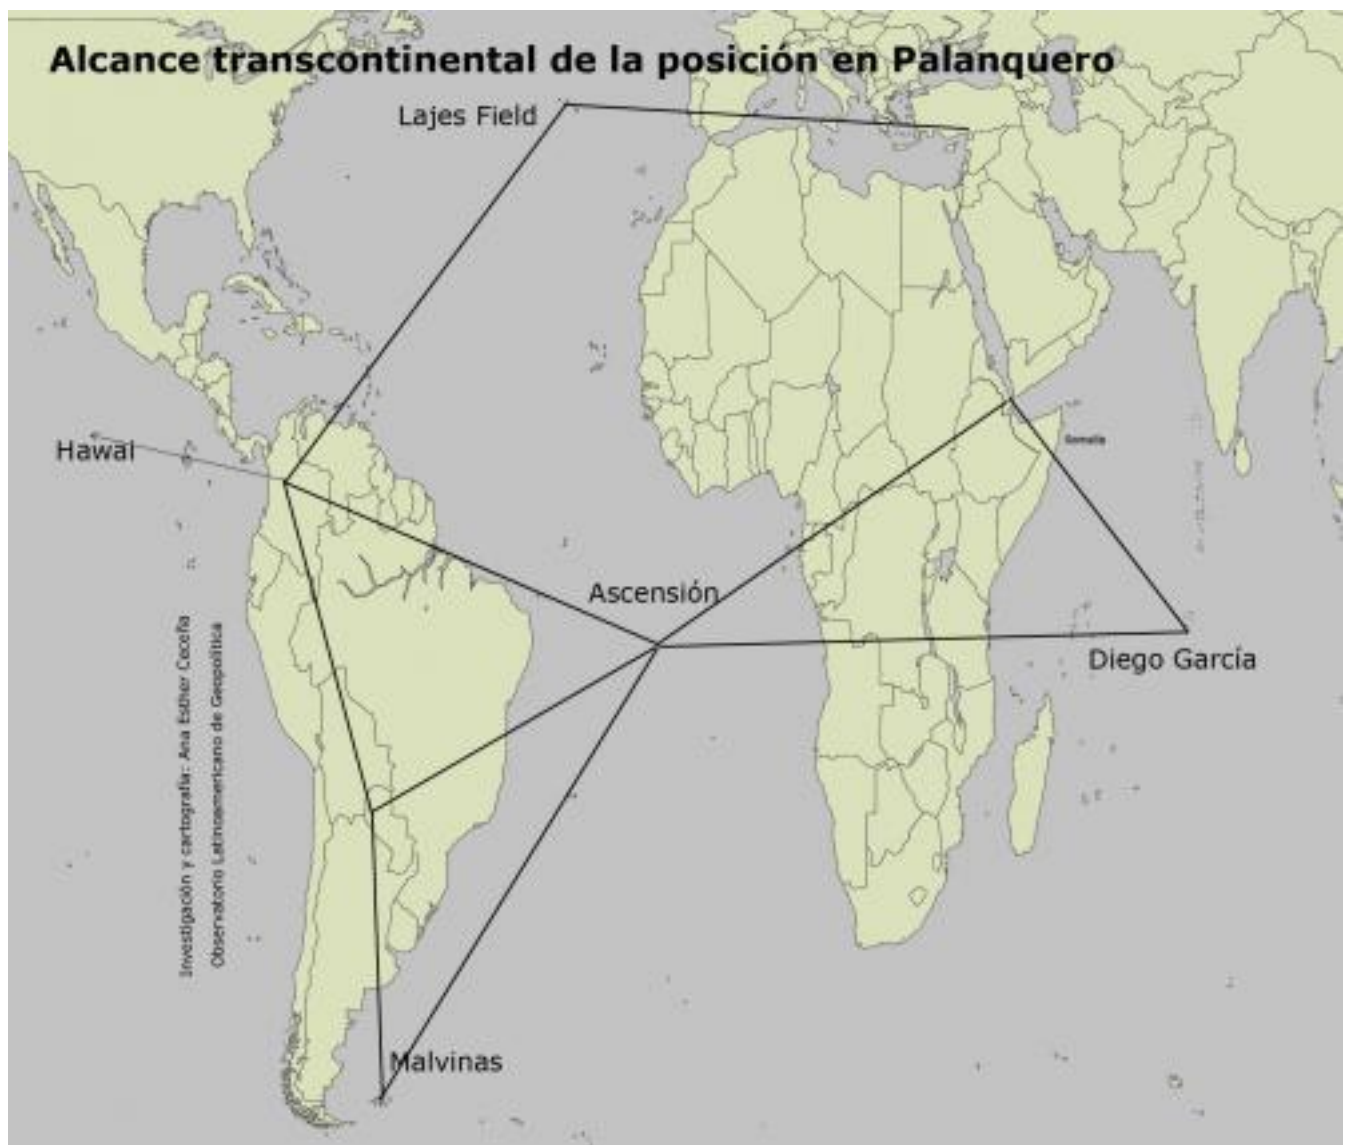 Alcance transcontinental de la posición en Palanquero
Lajes Field
Hawai
Somalia
Ascensión
Diego García
Malvinas
Investigación y cartografía: Ana Esther Ceceña
Observatorio Latinoamericano de Geopolítica